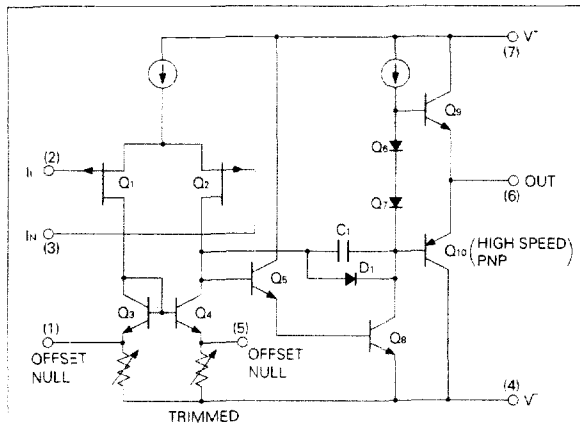 V-
(7)
Q9
(2)
I(
Q1
Q2
Q6
Q7
OUT
(6)
IN
(3)
C1
D1
Q10
(HIGH SPEED
PNP)
Q5
Q3
Q4
(1)
OFFSET
NULL
(5)
OFFSET
NULL
Q8
(4)
V-
TRIMMED